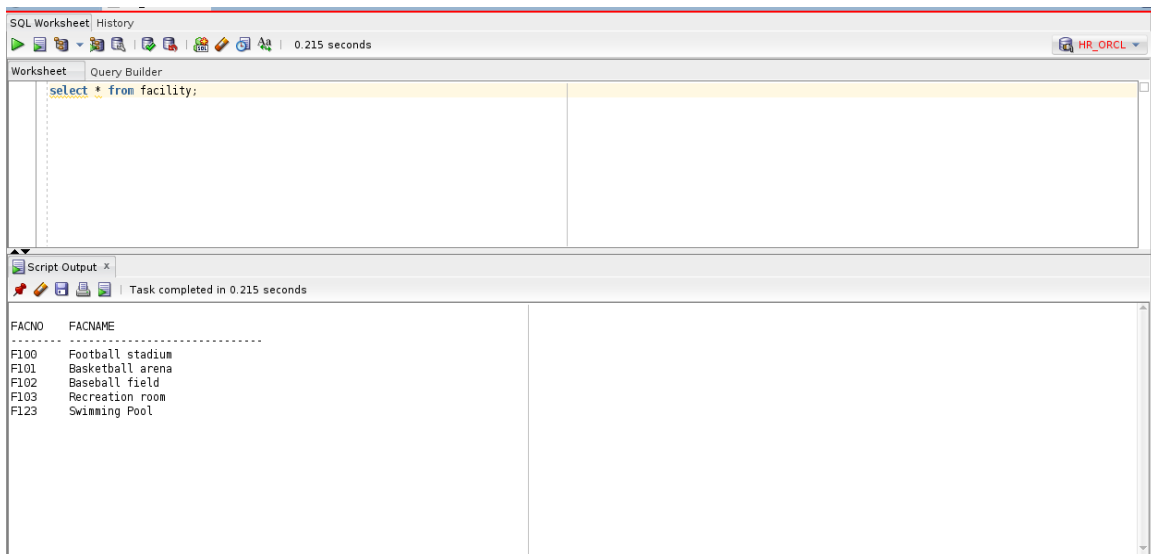 SQL Worksheet History
0.215 seconds
HR_ORCL
Worksheet Query Builder
select * from facility;
Script Output x
Task completed in 0.215 seconds
FACNO FACNAME
-------- ------------------------------
F100 Football stadium
F101 Basketball arena
F102 Baseball field
F103 Recreation room
F123 Swimming Pool